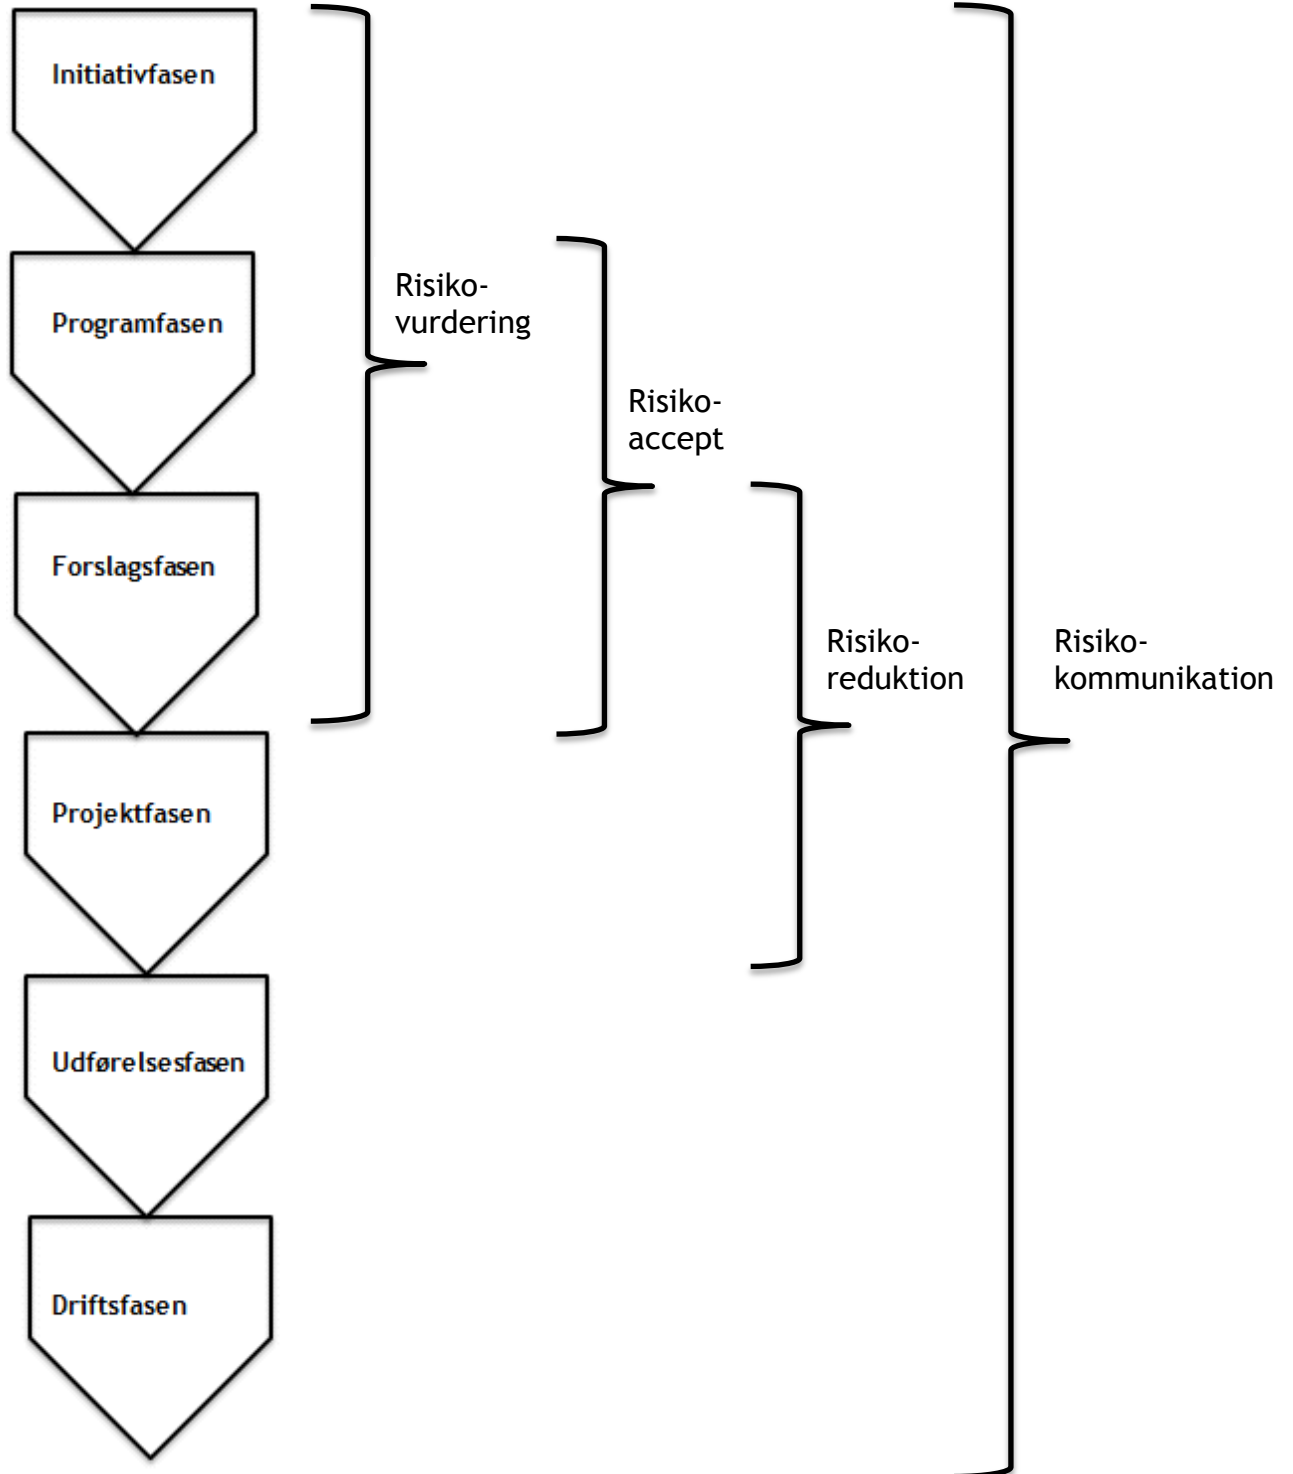 Initiativfasen
Programfasen
Forslagsfasen
Projektfasen
Udførelsesfasen
Driftsfasen
Risiko-
vurdering
Risiko-
accept
Risiko-
reduktion
Risiko-
kommunikation